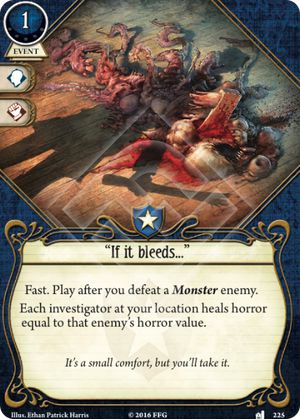 1
EVENT
"If it bleeds..."
Fast. Play after you defeat a Monster enemy.
Each investigator at your location heals horror
equal to that enemy's horror value.
It's a small comfort, but you'll take it.
Illus. Ethan Patrick Harris © 2016 FFG 225